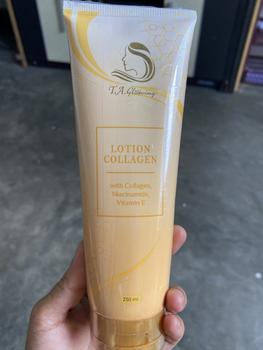 T.A.Glowing
LOTION
COLLAGEN
with Collagen,
Niacinamide,
Vitamin E
250 ml